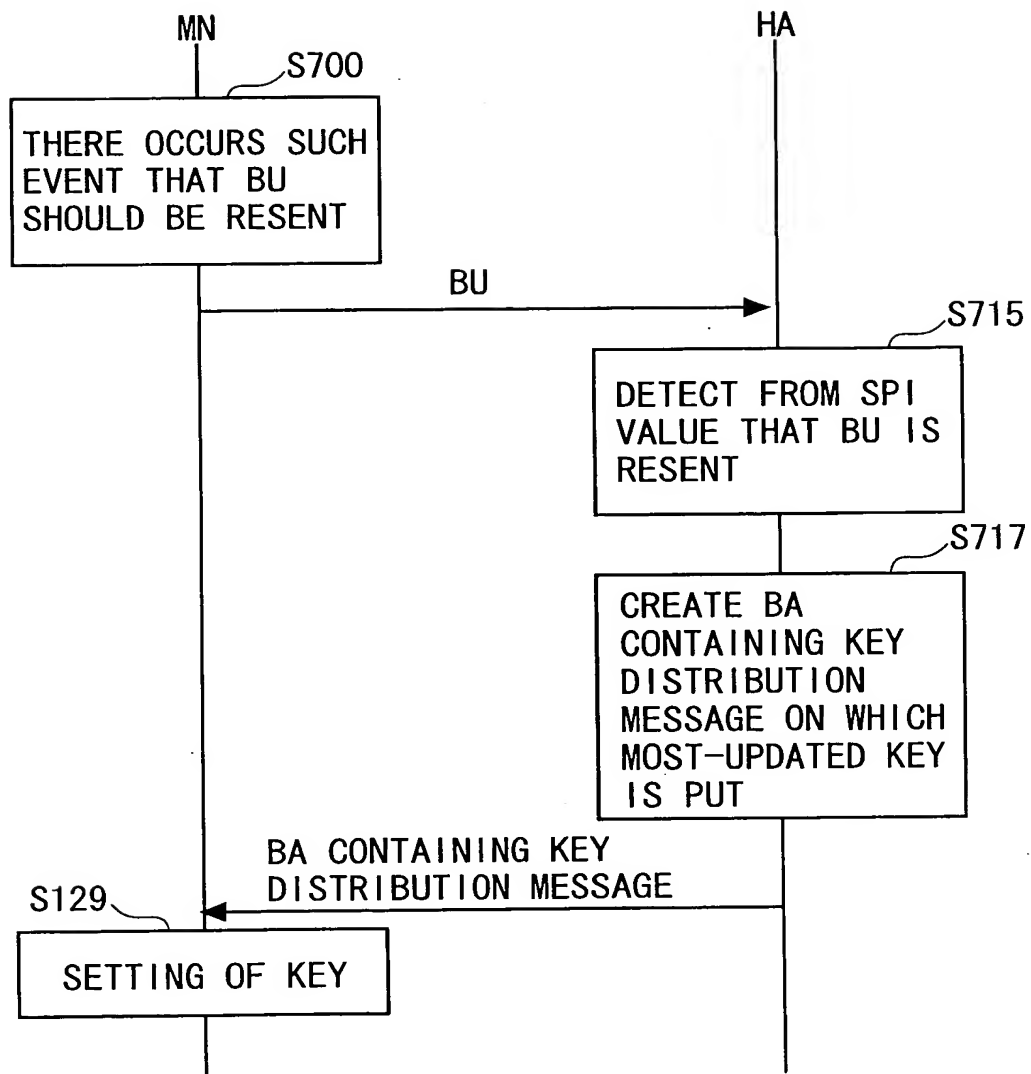 MN
HA
S700
THERE OCCURS SUCH
EVENT THAT BU
SHOULD BE RESENT
BU
S715
DETECT FROM SPI
VALUE THAT BU IS
RESENT
S717
CREATE BA
CONTAINING KEY
DISTRIBUTION
MESSAGE ON WHICH
MOST-UPDATED KEY
IS PUT
BA CONTAINING KEY
DISTRIBUTION MESSAGE
S129
SETTING OF KEY